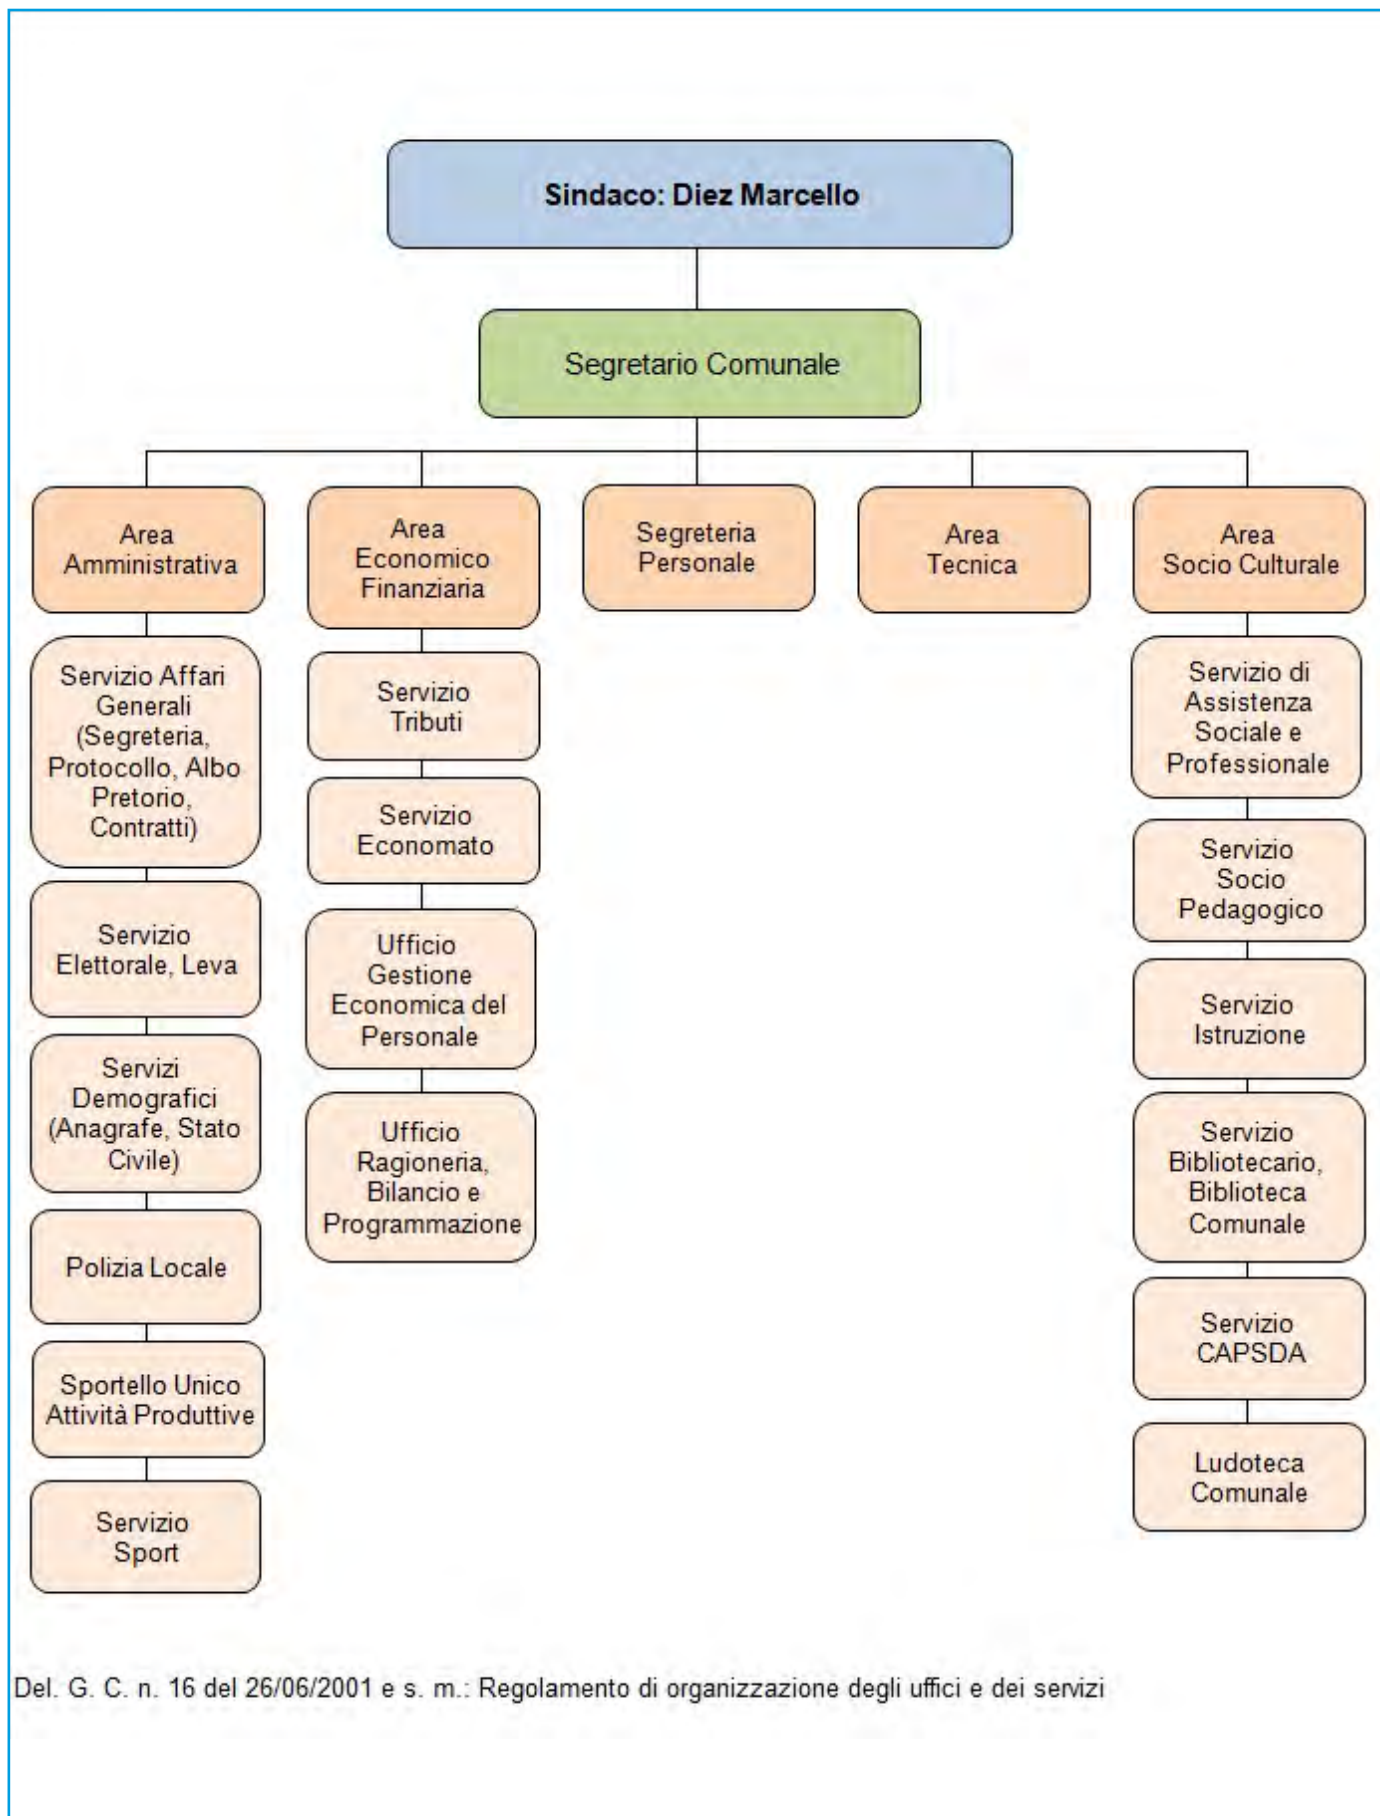 Sindaco: Diez Marcello
Segretario Comunale
Area
Amministrativa
Area
Economico
Finanziaria
Segreteria
Personale
Area
Tecnica
Area
Socio Culturale
Servizio Affari
Generali
(Segreteria,
Protocollo, Albo
Pretorio,
Contratti)
Servizio
Elettorale, Leva
Servizi
Demografici
(Anagrafe, Stato
Civile)
Polizia Locale
Sportello Unico
Attività Produttive
Servizio
Sport
Servizio
Tributi
Servizio
Economato
Ufficio
Gestione
Economica del
Personale
Ufficio
Ragioneria,
Bilancio e
Programmazione
Servizio di
Assistenza
Sociale e
Professionale
Servizio
Socio
Pedagogico
Servizio
Istruzione
Servizio
Bibliotecario,
Biblioteca
Comunale
Servizio
CAPSDA
Ludoteca
Comunale
Del. G. C. n. 16 del 26/06/2001 e s. m.: Regolamento di organizzazione degli uffici e dei servizi